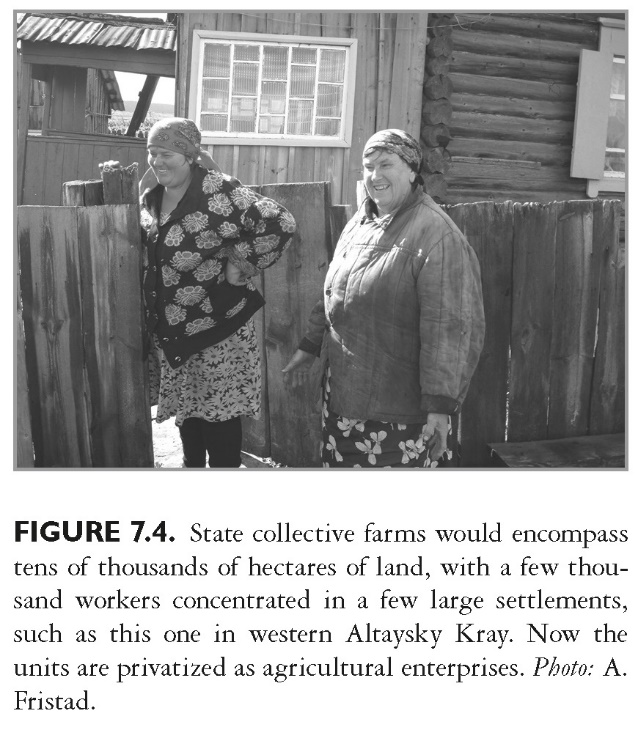 FIGURE 7.4. State collective farms would encompass
tens of thousands of hectares of land, with a few thou-
sand workers concentrated in a few large settlements,
such as this one in western Altaysky Kray. Now the
units are privatized as agricultural enterprises. Photo: A.
Fristad.